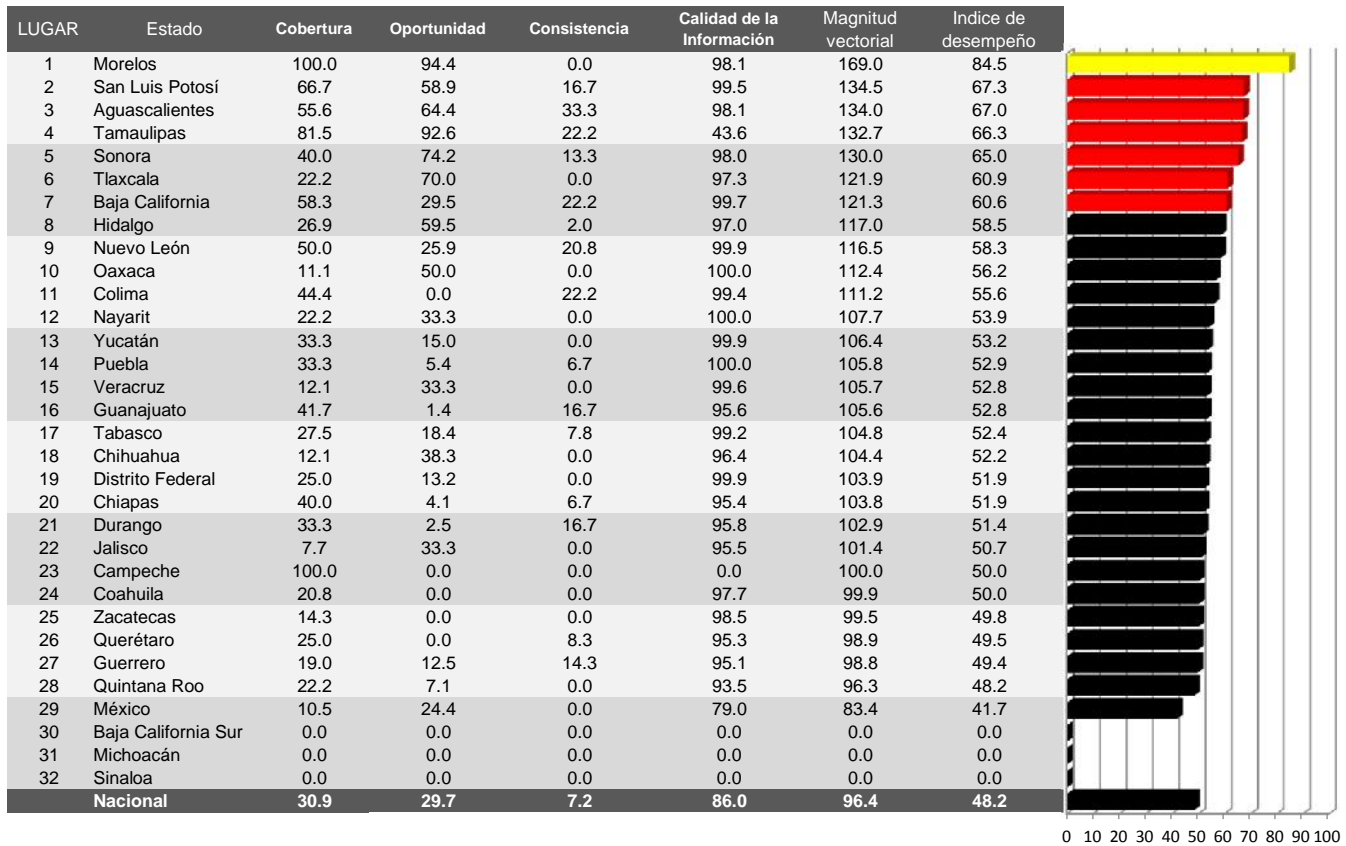 LUGAR Estado Cobertura Oportunidad Consistencia Calidad de la Información Magnitud vectorial Indice de desempeño
1 Morelos 100.0 94.4 0.0 98.1 169.0 84.5
2 San Luis Potosí 66.7 58.9 16.7 99.5 134.5 67.3
3 Aguascalientes 55.6 64.4 33.3 98.1 134.0 67.0
4 Tamaulipas 81.5 92.6 22.2 43.6 132.7 66.3
5 Sonora 40.0 74.2 13.3 98.0 130.0 65.0
6 Tlaxcala 22.2 70.0 0.0 97.3 121.9 60.9
7 Baja California 58.3 29.5 22.2 99.7 121.3 60.6
8 Hidalgo 26.9 59.5 2.0 97.0 117.0 58.5
9 Nuevo León 50.0 25.9 20.8 99.9 116.5 58.3
10 Oaxaca 11.1 50.0 0.0 100.0 112.4 56.2
11 Colima 44.4 0.0 22.2 99.4 111.2 55.6
12 Nayarit 22.2 33.3 0.0 100.0 107.7 53.9
13 Yucatán 33.3 15.0 0.0 99.9 106.4 53.2
14 Puebla 33.3 5.4 6.7 100.0 105.8 52.9
15 Veracruz 12.1 33.3 0.0 99.6 105.7 52.8
16 Guanajuato 41.7 1.4 16.7 95.6 105.6 52.8
17 Tabasco 27.5 18.4 7.8 99.2 104.8 52.4
18 Chihuahua 12.1 38.3 0.0 96.4 104.4 52.2
19 Distrito Federal 25.0 13.2 0.0 99.9 103.9 51.9
20 Chiapas 40.0 4.1 6.7 95.4 103.8 51.9
21 Durango 33.3 2.5 16.7 95.8 102.9 51.4
22 Jalisco 7.7 33.3 0.0 95.5 101.4 50.7
23 Campeche 100.0 0.0 0.0 0.0 100.0 50.0
24 Coahuila 20.8 0.0 0.0 97.7 99.9 50.0
25 Zacatecas 14.3 0.0 0.0 98.5 99.5 49.8
26 Querétaro 25.0 0.0 8.3 95.3 98.9 49.5
27 Guerrero 19.0 12.5 14.3 95.1 98.8 49.4
28 Quintana Roo 22.2 7.1 0.0 93.5 96.3 48.2
29 México 10.5 24.4 0.0 79.0 83.4 41.7
30 Baja California Sur 0.0 0.0 0.0 0.0 0.0 0.0
31 Michoacán 0.0 0.0 0.0 0.0 0.0 0.0
32 Sinaloa 0.0 0.0 0.0 0.0 0.0 0.0
Nacional 30.9 29.7 7.2 86.0 96.4 48.2
0 10 20 30 40 50 60 70 80 90 100